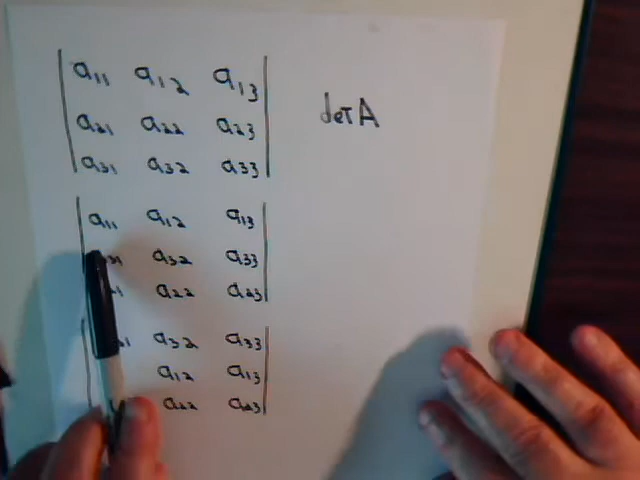 a11 a12 a13
detA
a21 a22 a23
a31 a32 a33
a11 a12 a13
a32 a33
a22 a23
a32 a33
a12 a13
a22 a23